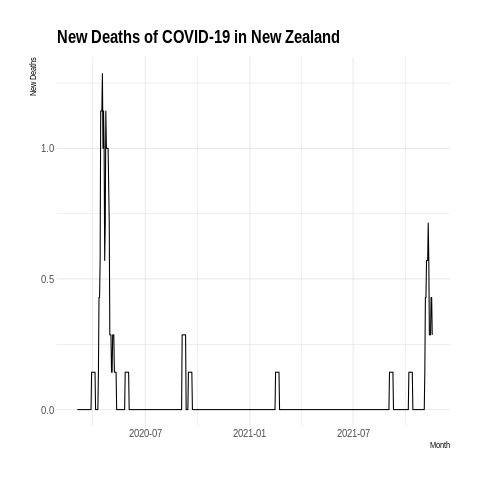 New Deaths of COVID-19 in New Zealand
New Deaths
1.0
0.5
0.0
2020-07 2021-01 2021-07
Month